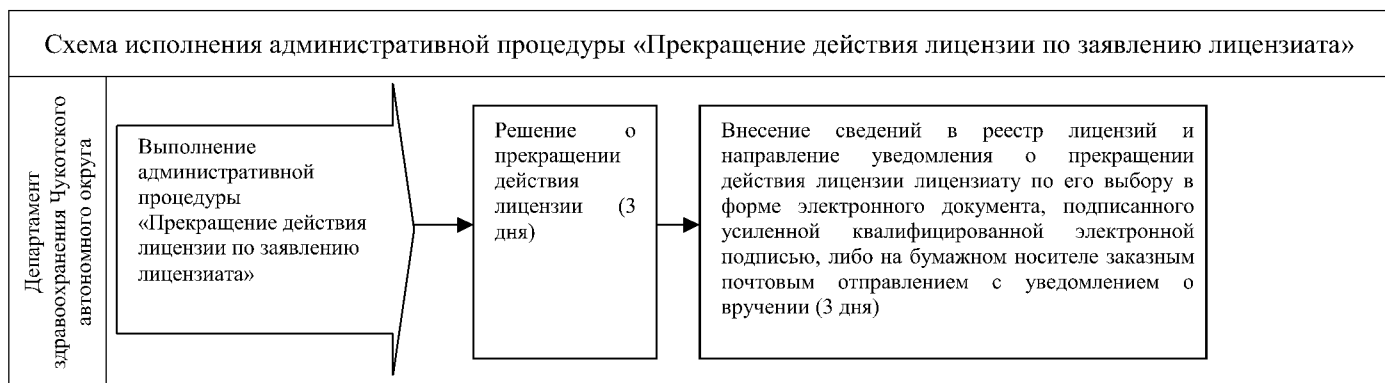 Схема исполнения административной процедуры «Прекращение действия лицензии по заявлению лицензиата»
Департамент
здравоохранения Чукотского
автономного округа
Выполнение
административной
процедуры
«Прекращение действия
лицензии по заявлению
лицензиата»
Решение о
прекращении
действия
лицензии (3
дня)
Внесение сведений в реестр лицензий и
направление уведомления о прекращении
действия лицензии лицензиату по его выбору в
форме электронного документа, подписанного
усиленной квалифицированной электронной
подписью, либо на бумажном носителе заказным
почтовым отправлением с уведомлением о
вручении (3 дня)